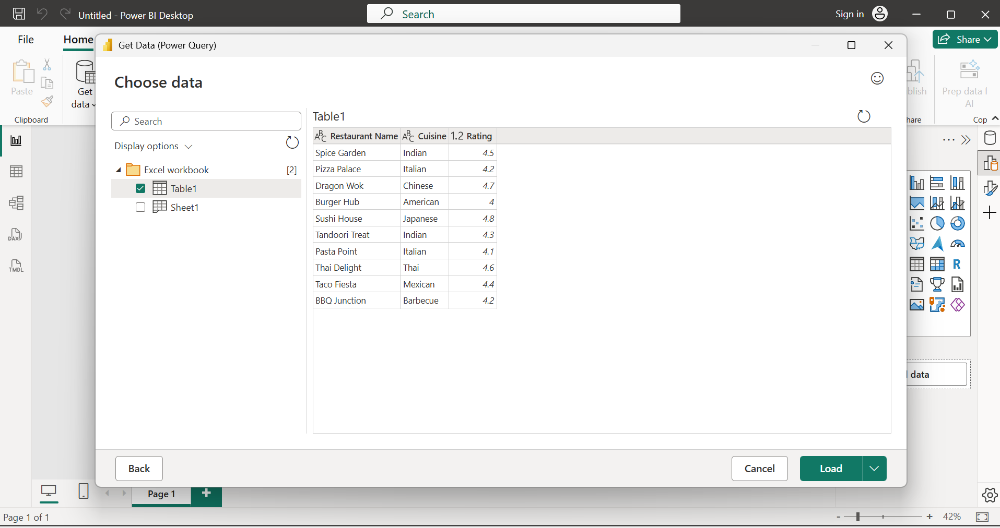 Untitled - Power BI Desktop
Search
Sign in
File
Home
Share
Get Data (Power Query)
Paste
Clipboard
Get
data
Choose data
Search
Display options
Excel workbook [2]
Table1
Sheet1
Table1
ABC Restaurant Name ABC Cuisine 1.2 Rating
Spice Garden Indian 4.5
Pizza Palace Italian 4.2
Dragon Wok Chinese 4.7
Burger Hub American 4
Sushi House Japanese 4.8
Tandoori Treat Indian 4.3
Pasta Point Italian 4.1
Thai Delight Thai 4.6
Taco Fiesta Mexican 4.4
BBQ Junction Barbecue 4.2
Back
Cancel
Load
blish
hare
Prep data f
AI
Cop
DAX
TMDL
R
data
Page 1
+
Page 1 of 1
- + 42%